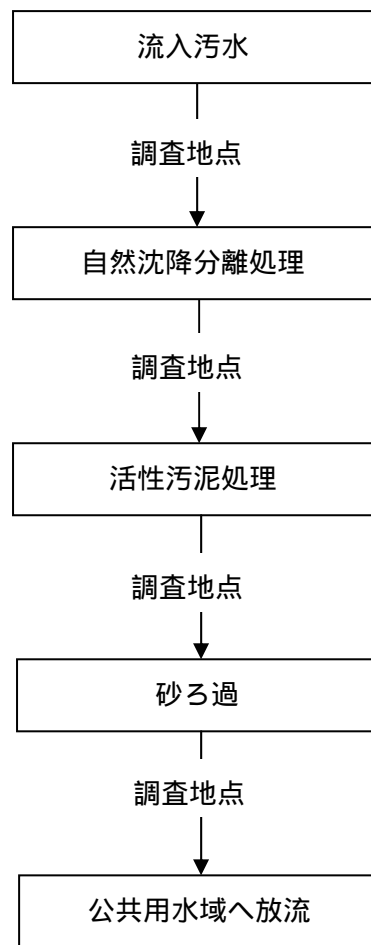 流入汚水
調査地点
自然沈降分離処理
調査地点
活性汚泥処理
調査地点
砂ろ過
調査地点
公共用水域へ放流